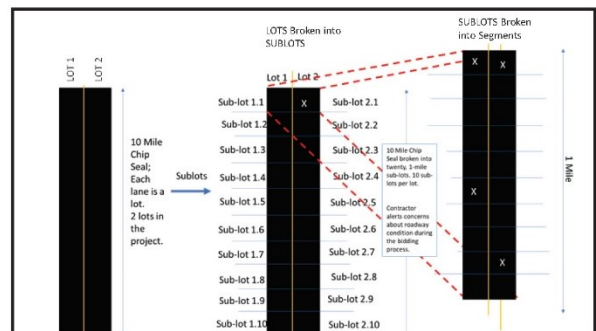 LOT 1
LOT 2
10 Mile
Chip
Seal;
Each
lane is a
lot.
2 lots in
the
project.
Sublots
LOTS Broken into
SUBLOTS
Lot 1
Lot 2
X
Sub-lot 1.1
Sub-lot 1.2
Sub-lot 1.3
Sub-lot 1.4
Sub-lot 1.5
Sub-lot 1.6
Sub-lot 1.7
Sub-lot 1.8
Sub-lot 1.9
Sub-lot 1.10
Sub-lot 2.1
Sub-lot 2.2
Sub-lot 2.3
Sub-lot 2.4
Sub-lot 2.5
Sub-lot 2.6
Sub-lot 2.7
Sub-lot 2.8
Sub-lot 2.9
Sub-lot 2.10
10 Mile Chip
Seal broken into
twenty, 1-mile
sub-lots. 10 sub-
lots per lot.
Contractor
alerts concerns
about roadway
condition during
the bidding
process.
SUBLOTS Broken
into Segments
X
X
X
X
1 Mile